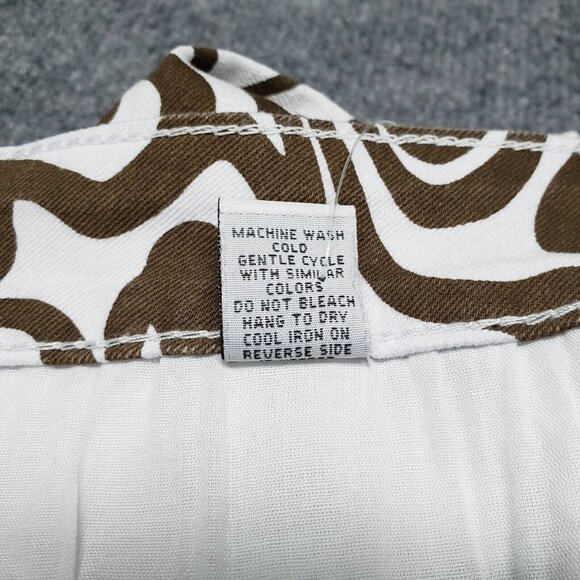 MACHINE WASH
COLD
GENTLE CYCLE
WITH SIMILAR
COLORS
DO NOT BLEACH
HANG TO DRY
COOL IRON ON
REVERSE SIDE